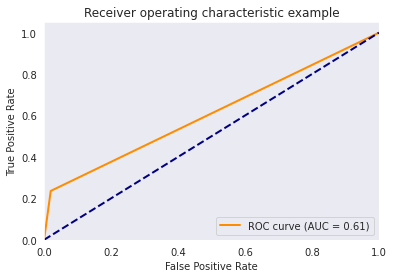 Receiver operating characteristic example
True Positive Rate
1.0
0.8
0.6
0.4
0.2
0.0
ROC curve (AUC = 0.61)
0.0 0.2 0.4 0.6 0.8 1.0
False Positive Rate